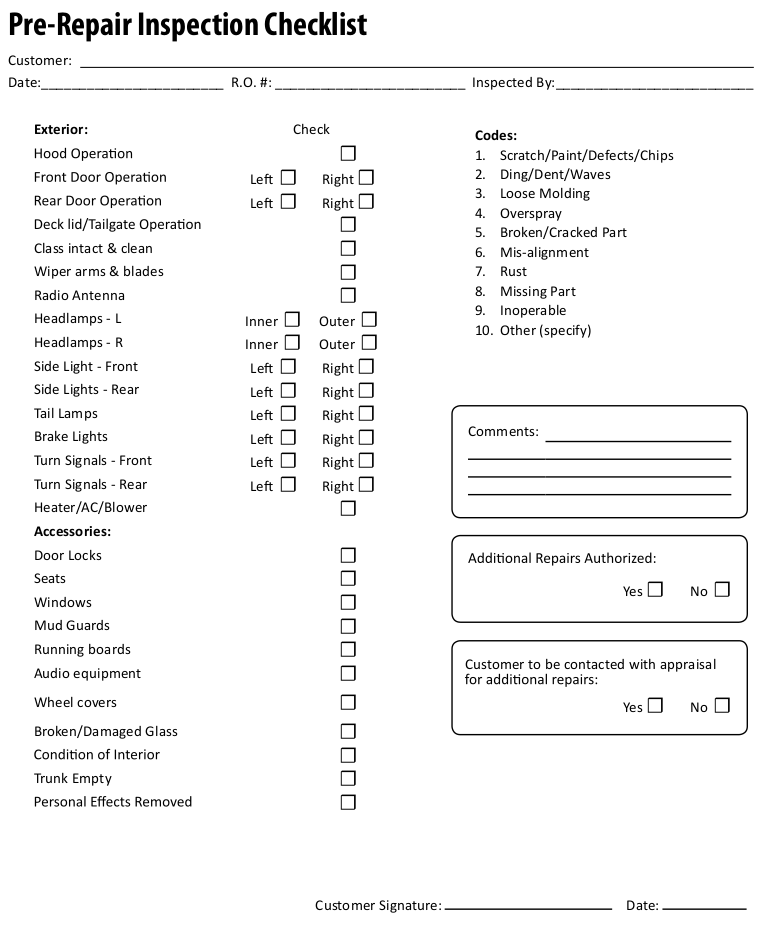 Pre-Repair Inspection Checklist
Customer:
Date: R.O. #: Inspected By:
Exterior: Check
Hood Operation
Front Door Operation Left Right
Rear Door Operation Left Right
Deck lid/Tailgate Operation
Class intact & clean
Wiper arms & blades
Radio Antenna
Headlamps - L Inner Outer
Headlamps - R Inner Outer
Side Light - Front Left Right
Side Lights - Rear Left Right
Tail Lamps Left Right
Brake Lights Left Right
Turn Signals - Front Left Right
Turn Signals - Rear Left Right
Heater/AC/Blower
Accessories:
Door Locks
Seats
Windows
Mud Guards
Running boards
Audio equipment
Wheel covers
Broken/Damaged Glass
Condition of Interior
Trunk Empty
Personal Effects Removed
Codes:
1. Scratch/Paint/Defects/Chips
2. Ding/Dent/Waves
3. Loose Molding
4. Overspray
5. Broken/Cracked Part
6. Mis-alignment
7. Rust
8. Missing Part
9. Inoperable
10. Other (specify)
Comments:
Additional Repairs Authorized:
Yes No
Customer to be contacted with appraisal
for additional repairs:
Yes No
Customer Signature: Date: